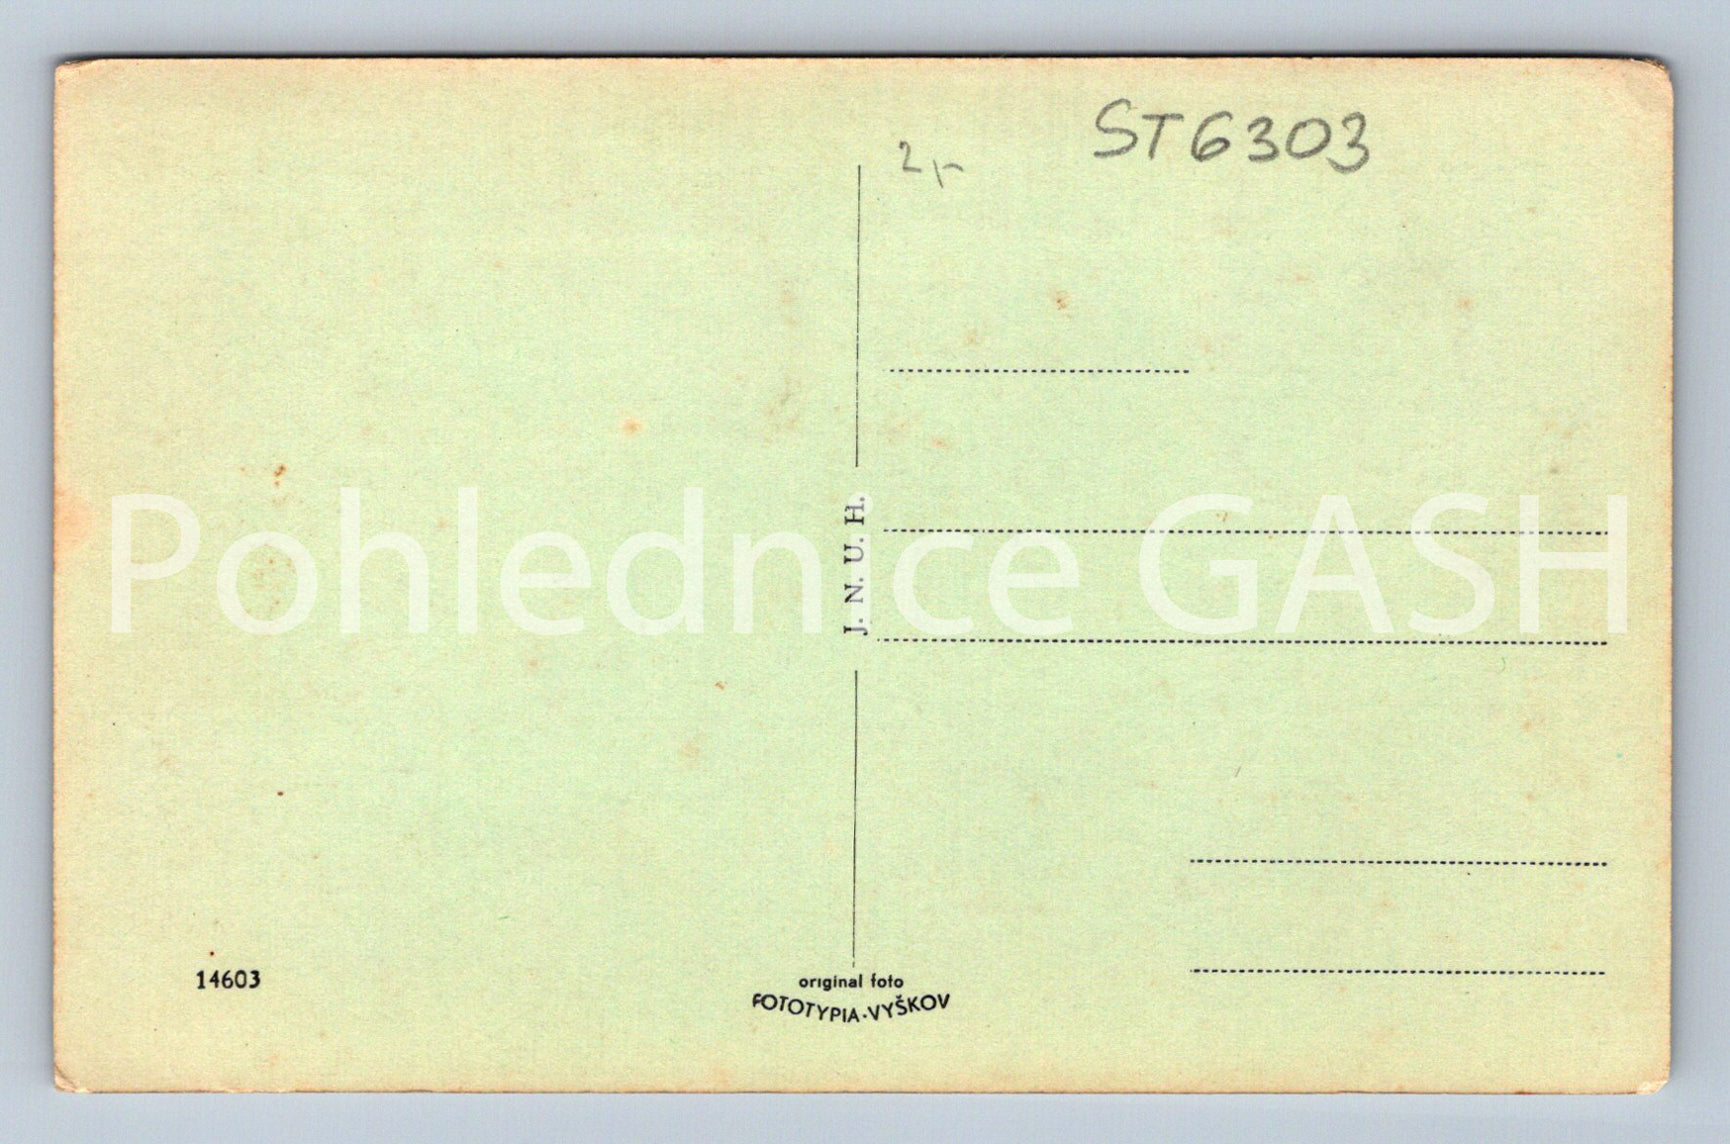 2,-
ST6303
J. N. U. H.
Pohlednice GASH
14603
original foto
FOTOTYPIA-VYŠKOV